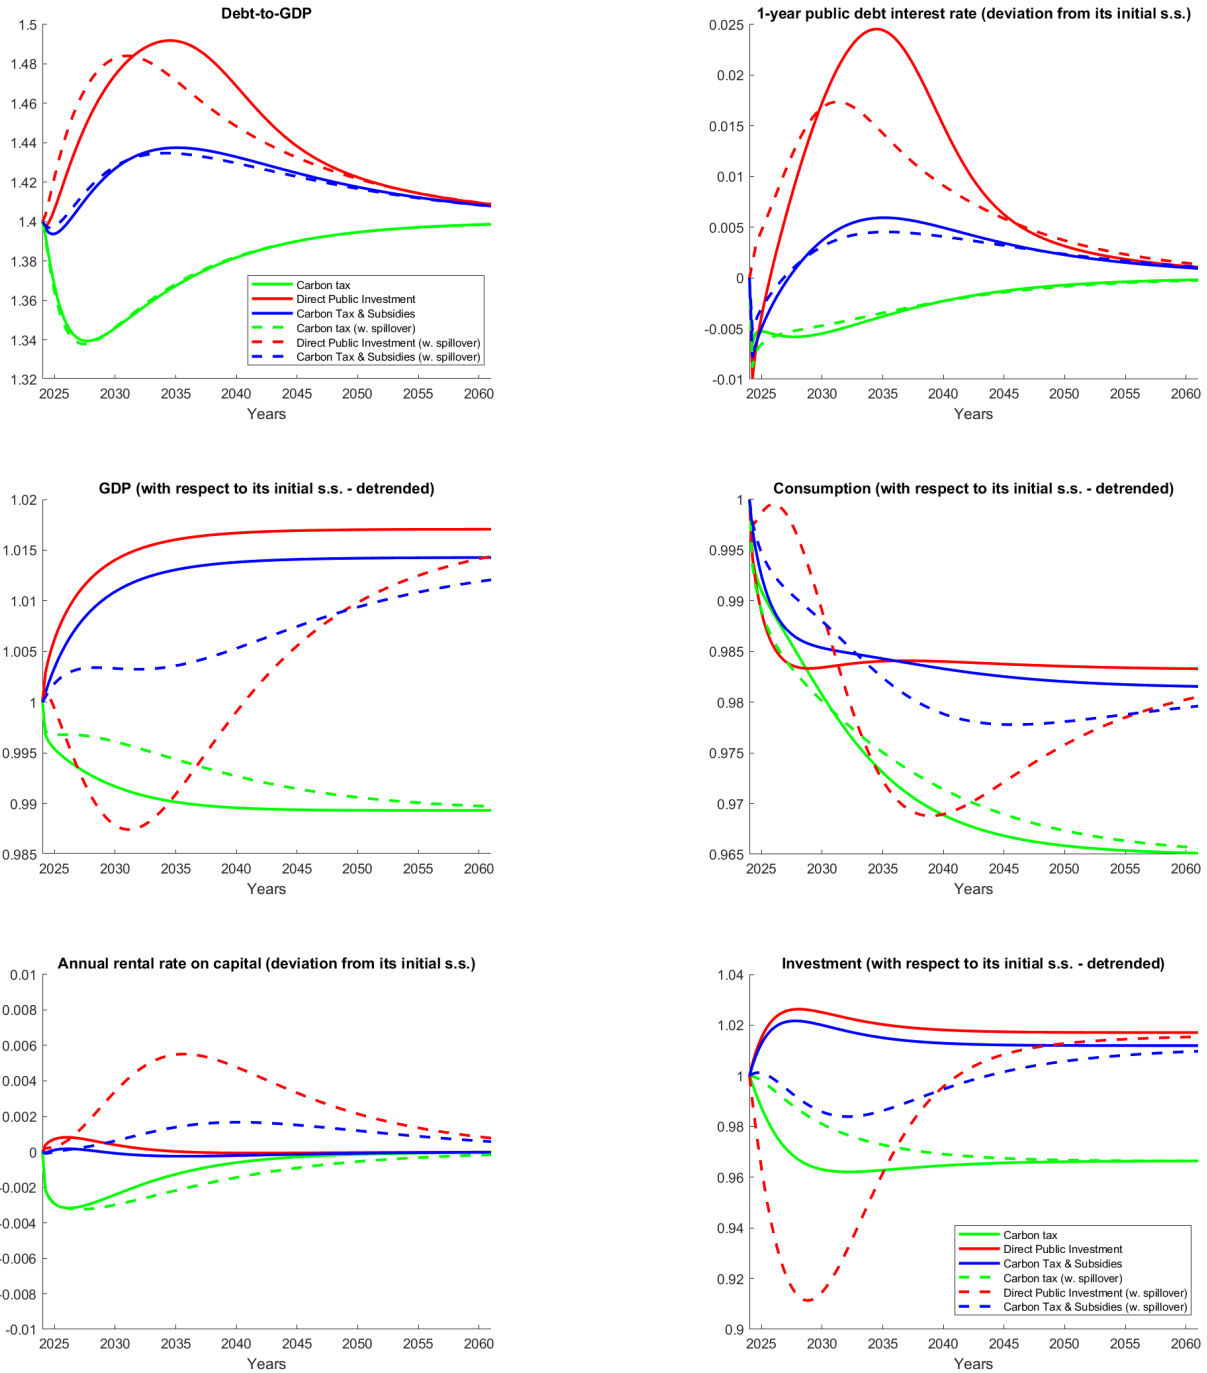 Debt-to-GDP
1.5
1.48
1.46
1.44
1.42
1.4
1.38
1.36
1.34
1.32
2025 2030 2035 2040 2045 2050 2055 2060
Years
Carbon tax
Direct Public Investment
Carbon Tax & Subsidies
Carbon tax (w. spillover)
Direct Public Investment (w. spillover)
Carbon Tax & Subsidies (w. spillover)
1-year public debt interest rate (deviation from its initial s.s.)
0.025
0.02
0.015
0.01
0.005
0
-0.005
-0.01
2025 2030 2035 2040 2045 2050 2055 2060
Years
GDP (with respect to its initial s.s. - detrended)
1.02
1.015
1.01
1.005
1
0.995
0.99
0.985
2025 2030 2035 2040 2045 2050 2055 2060
Years
Consumption (with respect to its initial s.s. - detrended)
1
0.995
0.99
0.985
0.98
0.975
0.97
0.965
2025 2030 2035 2040 2045 2050 2055 2060
Years
Annual rental rate on capital (deviation from its initial s.s.)
0.01
0.008
0.006
0.004
0.002
0
-0.002
-0.004
-0.006
-0.008
-0.01
2025 2030 2035 2040 2045 2050 2055 2060
Years
Investment (with respect to its initial s.s. - detrended)
1.04
1.02
1
0.98
0.96
0.94
0.92
0.9
2025 2030 2035 2040 2045 2050 2055 2060
Years
Carbon tax
Direct Public Investment
Carbon Tax & Subsidies
Carbon tax (w. spillover)
Direct Public Investment (w. spillover)
Carbon Tax & Subsidies (w. spillover)